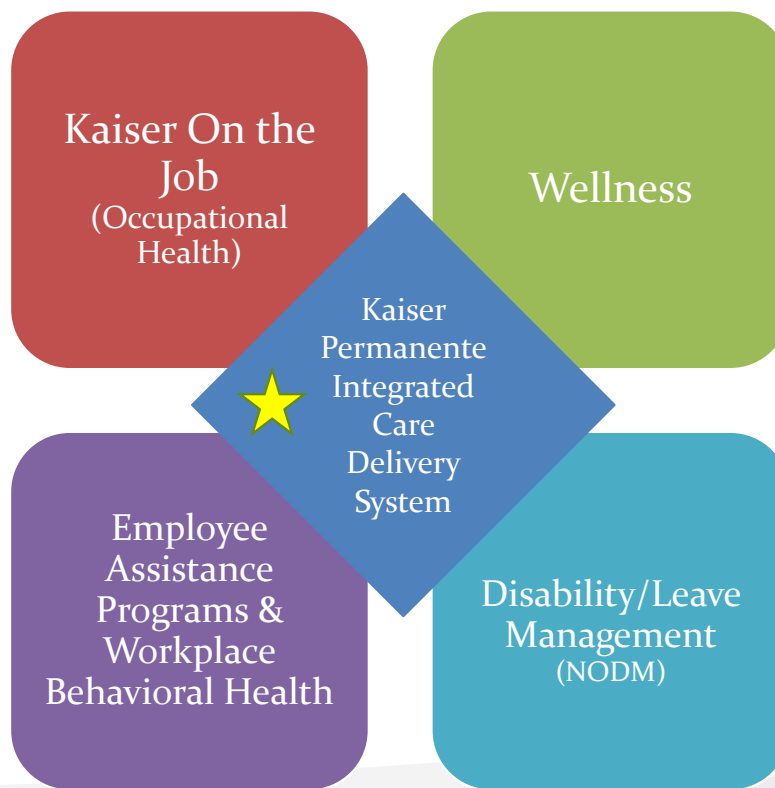 Kaiser On the
Job
(Occupational
Health)
Wellness
Kaiser
Permanente
Integrated
Care
Delivery
System
Employee
Assistance
Programs &
Workplace
Behavioral Health
Disability/Leave
Management
(NODM)